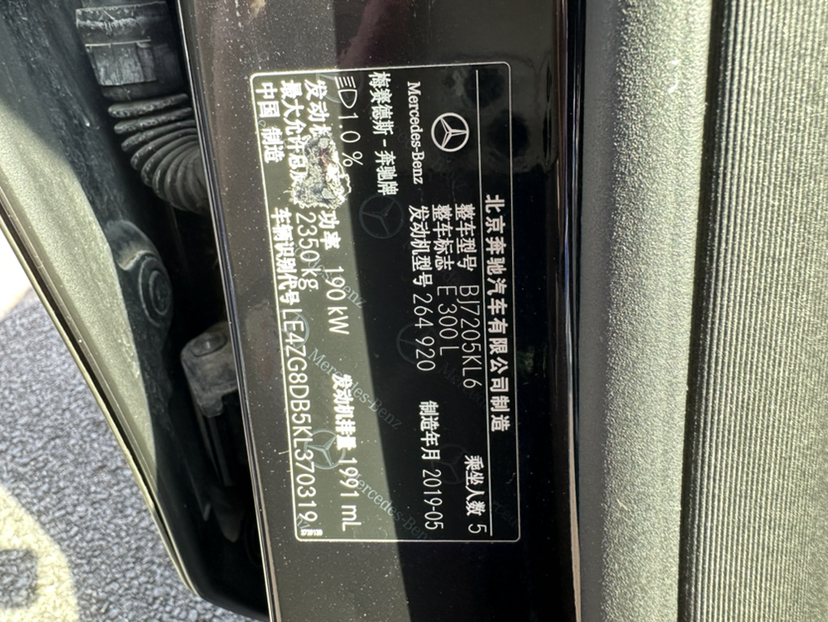 北京奔驰汽车有限公司制造
Mercedes-Benz
整车型号 BJ7205KL6 乘坐人数 5
整车标志 E 300 L
发动机型号 264 920 制造年月 2019-05
梅赛德斯-奔驰牌
1.0 %
发动机 功率 190 kW 发动机排量 1991 mL
最大允许总 2350 kg
中国 制造 车辆识别代号 LE4ZG8DB5KL370319